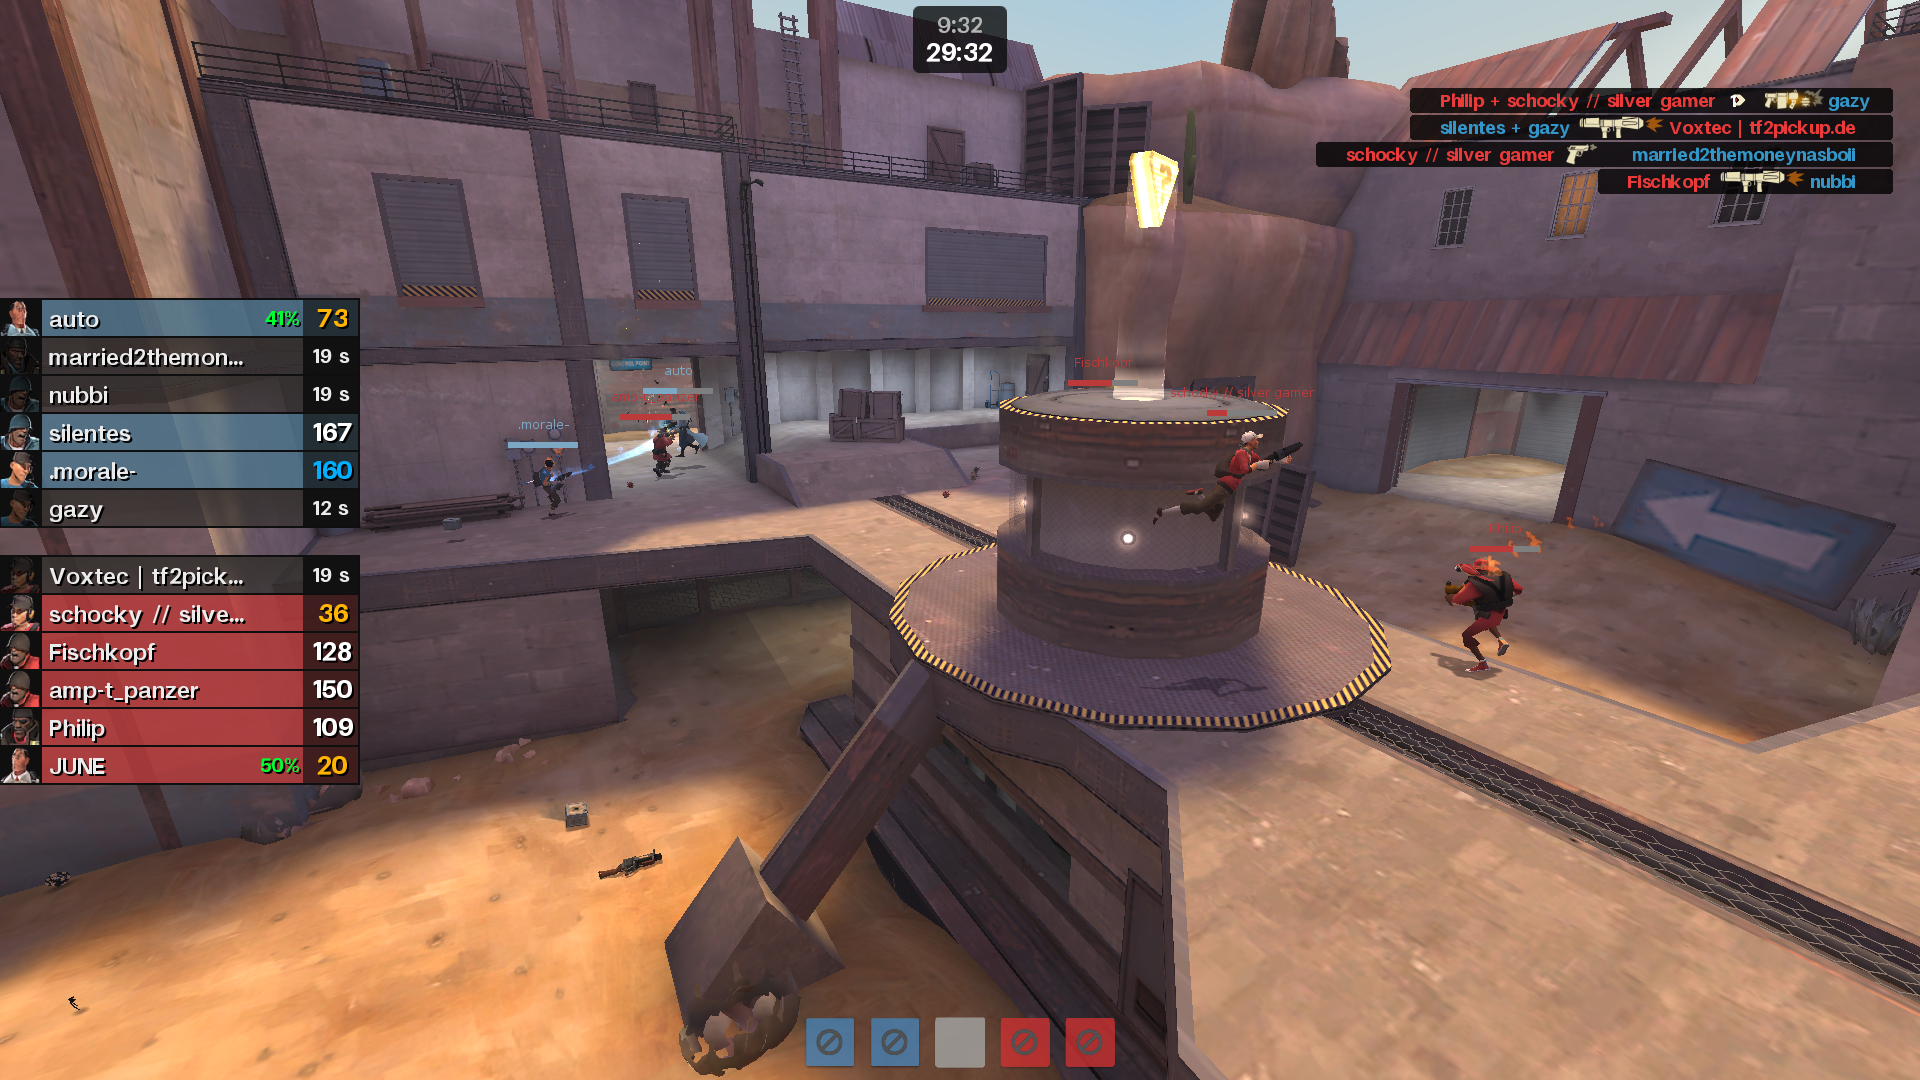 9:32
29:32
Philip + schocky // silver gamer gazy
silentes + gazy Voxtec | tf2pickup.de
schocky // silver gamer married2themoneynasboii
Fischkopf nubbi
auto 41% 73
married2themon... 19 s
nubbi 19 s
silentes 167
.morale- 160
gazy 12 s
Voxtec | tf2pick... 19 s
schocky // silve... 36
Fischkopf 128
amp-t_panzer 150
Philip 109
JUNE 50% 20
auto
.morale-
Fischkopf
schocky // silver gamer
Philip